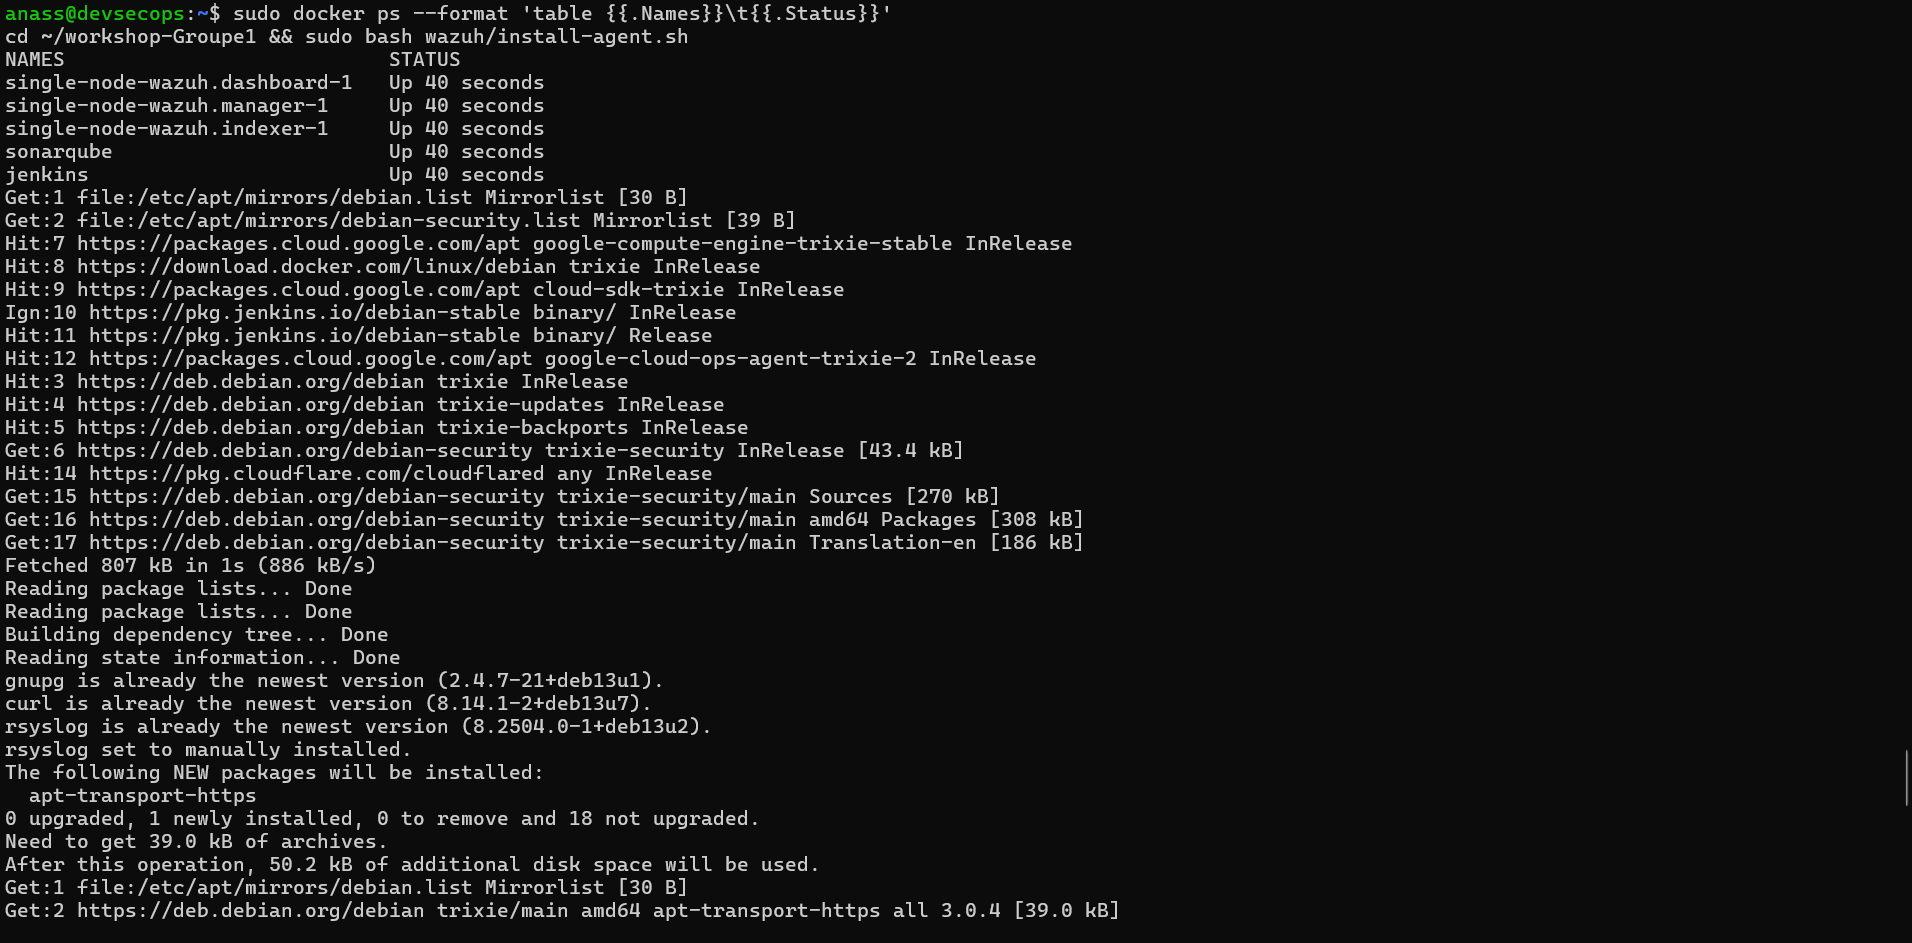 anass@devsecops:~$ sudo docker ps --format 'table {{.Names}}\t{{.Status}}'
cd ~/workshop-Groupe1 && sudo bash wazuh/install-agent.sh
NAMES                           STATUS
single-node-wazuh.dashboard-1   Up 40 seconds
single-node-wazuh.manager-1     Up 40 seconds
single-node-wazuh.indexer-1     Up 40 seconds
sonarqube                       Up 40 seconds
jenkins                         Up 40 seconds
Get:1 file:/etc/apt/mirrors/debian.list Mirrorlist [30 B]
Get:2 file:/etc/apt/mirrors/debian-security.list Mirrorlist [39 B]
Hit:7 https://packages.cloud.google.com/apt google-compute-engine-trixie-stable InRelease
Hit:8 https://download.docker.com/linux/debian trixie InRelease
Hit:9 https://packages.cloud.google.com/apt cloud-sdk-trixie InRelease
Ign:10 https://pkg.jenkins.io/debian-stable binary/ InRelease
Hit:11 https://pkg.jenkins.io/debian-stable binary/ Release
Hit:12 https://packages.cloud.google.com/apt google-cloud-ops-agent-trixie-2 InRelease
Hit:3 https://deb.debian.org/debian trixie InRelease
Hit:4 https://deb.debian.org/debian trixie-updates InRelease
Hit:5 https://deb.debian.org/debian trixie-backports InRelease
Get:6 https://deb.debian.org/debian-security trixie-security InRelease [43.4 kB]
Hit:14 https://pkg.cloudflare.com/cloudflared any InRelease
Get:15 https://deb.debian.org/debian-security trixie-security/main Sources [270 kB]
Get:16 https://deb.debian.org/debian-security trixie-security/main amd64 Packages [308 kB]
Get:17 https://deb.debian.org/debian-security trixie-security/main Translation-en [186 kB]
Fetched 807 kB in 1s (886 kB/s)
Reading package lists... Done
Reading package lists... Done
Building dependency tree... Done
Reading state information... Done
gnupg is already the newest version (2.4.7-21+deb13u1).
curl is already the newest version (8.14.1-2+deb13u7).
rsyslog is already the newest version (8.2504.0-1+deb13u2).
rsyslog set to manually installed.
The following NEW packages will be installed:
  apt-transport-https
0 upgraded, 1 newly installed, 0 to remove and 18 not upgraded.
Need to get 39.0 kB of archives.
After this operation, 50.2 kB of additional disk space will be used.
Get:1 file:/etc/apt/mirrors/debian.list Mirrorlist [30 B]
Get:2 https://deb.debian.org/debian trixie/main amd64 apt-transport-https all 3.0.4 [39.0 kB]